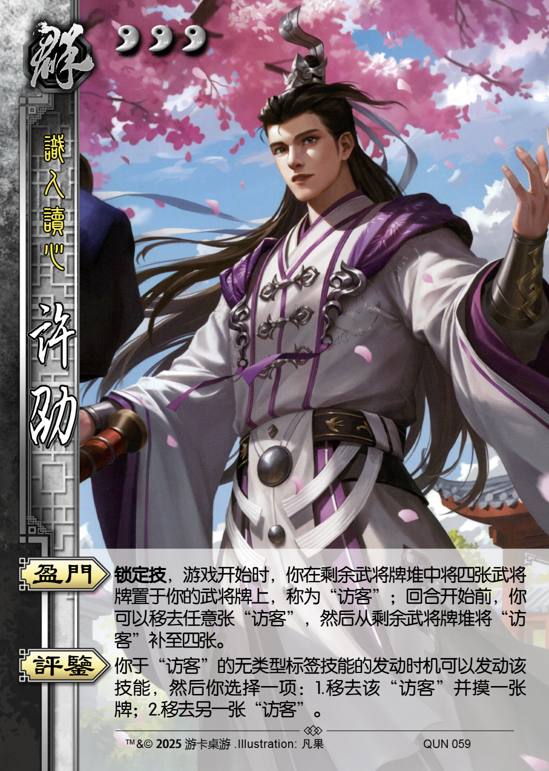 群
識人讀心
許劭
盈門
锁定技，游戏开始时，你在剩余武将牌堆中将四张武将
牌置于你的武将牌上，称为“访客”；回合开始前，你
可以移去任意张“访客”，然后从剩余武将牌堆将“访
客”补至四张。
評鑒
你于“访客”的无类型标签技能的发动时机可以发动该
技能，然后你选择一项：1.移去该“访客”并摸一张
牌；2.移去另一张“访客”。
™&© 2025 游卡桌游 .Illustration: 凡果
QUN 059